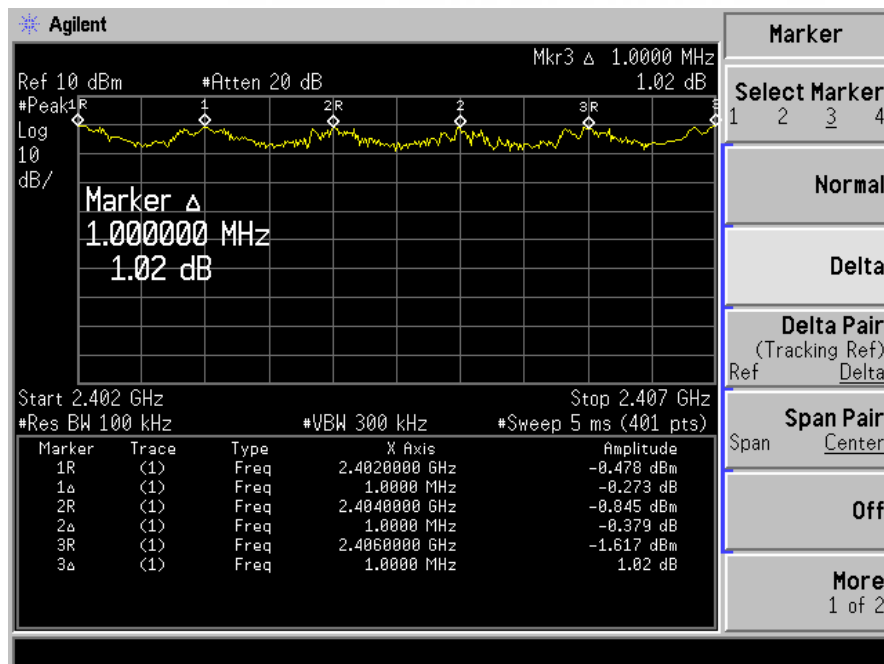 Agilent
Mkr3 Δ 1.0000 MHz
Ref 10 dBm #Atten 20 dB 1.02 dB
#Peak
Log
10
dB/
1R 1 2R 2 3R 3
Marker Δ
1.000000 MHz
1.02 dB
Start 2.402 GHz Stop 2.407 GHz
#Res BW 100 kHz #VBW 300 kHz #Sweep 5 ms (401 pts)
Marker Trace Type X Axis Amplitude
1R (1) Freq 2.4020000 GHz -0.478 dBm
1Δ (1) Freq 1.0000 MHz -0.273 dB
2R (1) Freq 2.4040000 GHz -0.845 dBm
2Δ (1) Freq 1.0000 MHz -0.379 dB
3R (1) Freq 2.4060000 GHz -1.617 dBm
3Δ (1) Freq 1.0000 MHz 1.02 dB
Marker
Select Marker
1 2 3 4
Normal
Delta
Delta Pair
(Tracking Ref)
Ref Delta
Span Pair
Span Center
Off
More
1 of 2